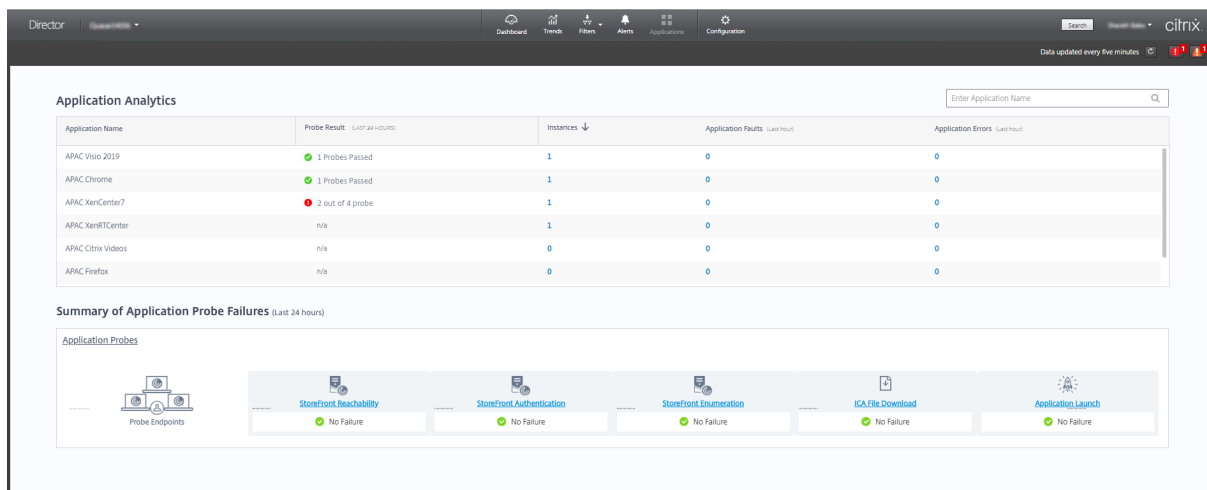 Director
Dashboard
Trends
Filters
Alerts
Applications
Configuration
Search
citrix
Data updated every five minutes
1
1
Application Analytics
Enter Application Name
Application Name Probe Result (LAST 24 HOURS) Instances Application Faults (Last hour) Application Errors (Last hour)
APAC Visio 2019 1 Probes Passed 1 0 0
APAC Chrome 1 Probes Passed 1 0 0
APAC XenCenter7 2 out of 4 probe 1 0 0
APAC XenRTCenter n/a 1 0 0
APAC Citrix Videos n/a 0 0 0
APAC Firefox n/a 0 0 0
Summary of Application Probe Failures (Last 24 hours)
Application Probes
Probe Endpoints
StoreFront Reachability
No Failure
StoreFront Authentication
No Failure
StoreFront Enumeration
No Failure
ICA File Download
No Failure
Application Launch
No Failure